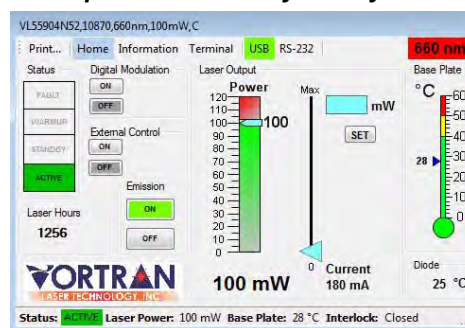 VL55904N52,10870,660nm,100mW,C
Print... Home Information Terminal USB RS-232 660 nm
Status Digital Modulation Laser Output Base Plate
ON
OFF
FAULT
WARMUP
STANDBY
ACTIVE
External Control
ON
OFF
Emission
ON
OFF
Laser Hours
1256
Power
120
110
100
90
80
70
60
50
40
30
20
10
0
100
Max
0
mW
SET
100 mW
Current
180 mA
°C
60
50
40
30
20
10
0
28
Diode
25 °C
VORTRAN
LASER TECHNOLOGY, INC
Status: ACTIVE Laser Power: 100 mW Base Plate: 28 °C Interlock: Closed